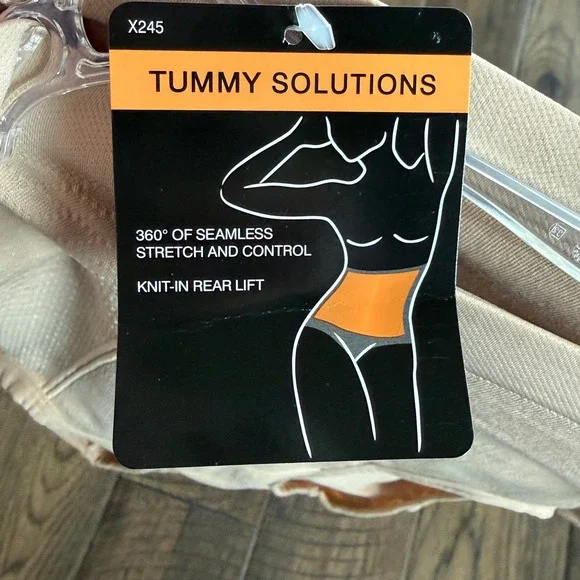 X245
TUMMY SOLUTIONS
360° OF SEAMLESS
STRETCH AND CONTROL
KNIT-IN REAR LIFT